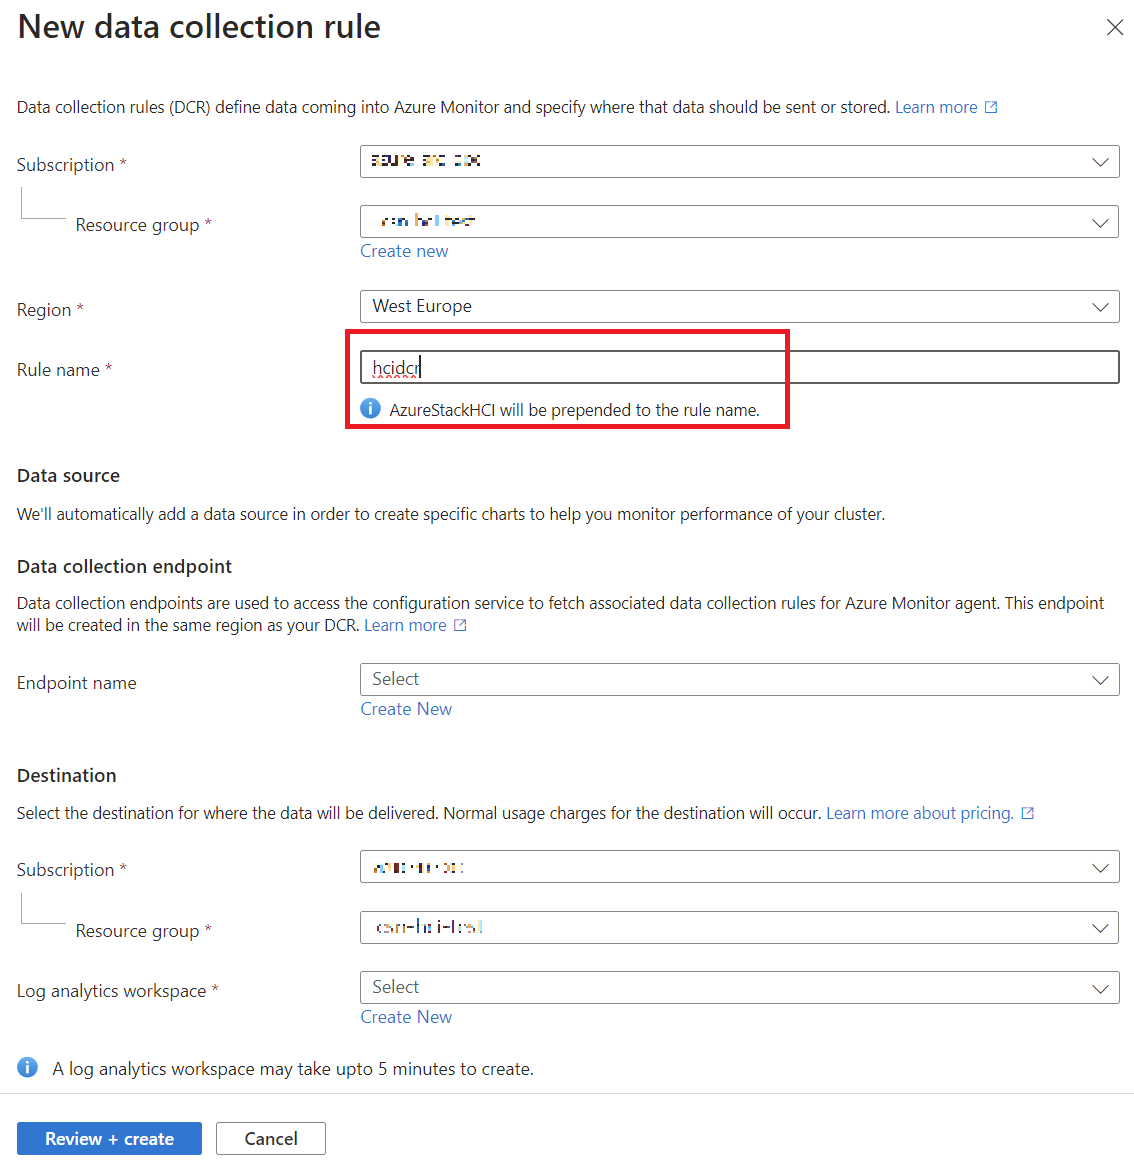 New data collection rule
Data collection rules (DCR) define data coming into Azure Monitor and specify where that data should be sent or stored. Learn more
Subscription *
Resource group *
Create new
Region *
West Europe
Rule name *
hcidcr
AzureStackHCI will be prepended to the rule name.
Data source
We'll automatically add a data source in order to create specific charts to help you monitor performance of your cluster.
Data collection endpoint
Data collection endpoints are used to access the configuration service to fetch associated data collection rules for Azure Monitor agent. This endpoint
will be created in the same region as your DCR. Learn more
Endpoint name
Select
Create New
Destination
Select the destination for where the data will be delivered. Normal usage charges for the destination will occur. Learn more about pricing.
Subscription *
Resource group *
Log analytics workspace *
Select
Create New
A log analytics workspace may take upto 5 minutes to create.
Review + create
Cancel